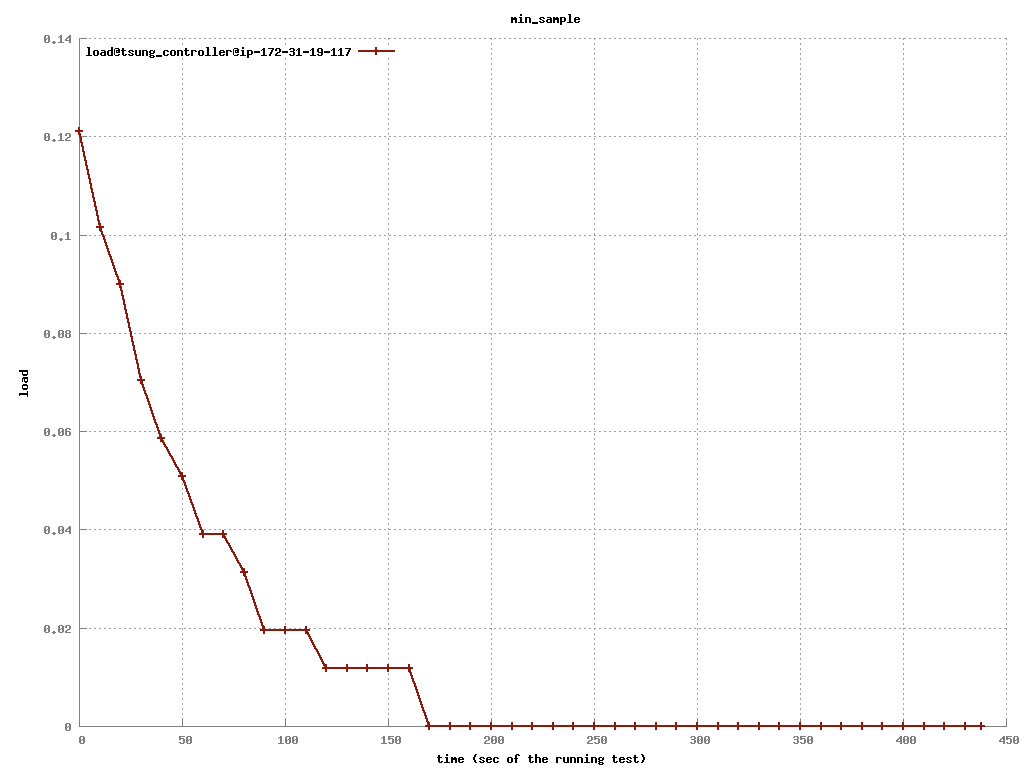 min_sample
0.14
load@tsung_controller@ip-172-31-19-117
0.12
0.1
0.08
load
0.06
0.04
0.02
0
0 50 100 150 200 250 300 350 400 450
time (sec of the running test)